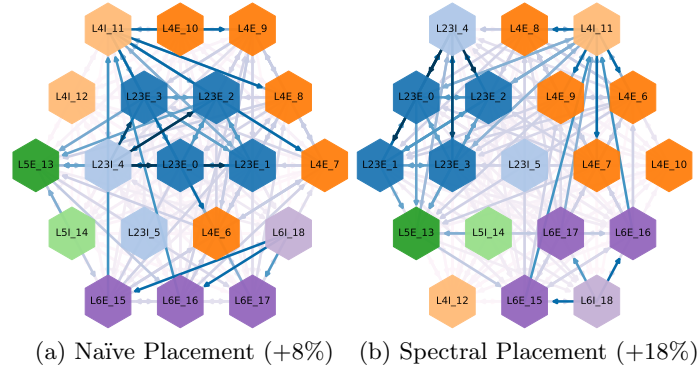 L4I_11 L4E_10 L4E_9
L4I_12 L23E_3 L23E_2 L4E_8
L5E_13 L23I_4 L23E_0 L23E_1 L4E_7
L5I_14 L23I_5 L4E_6 L6I_18
L6E_15 L6E_16 L6E_17
(a) Naïve Placement (+8%)
L23I_4 L4E_8 L4I_11
L23E_0 L23E_2 L4E_9 L4E_6
L23E_1 L23E_3 L23I_5 L4E_7 L4E_10
L5E_13 L5I_14 L6E_17 L6E_16
L4I_12 L6E_15 L6I_18
(b) Spectral Placement (+18%)